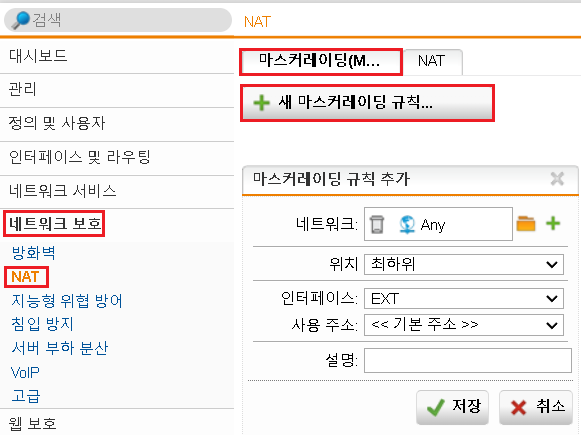 검색
대시보드
관리
정의 및 사용자
인터페이스 및 라우팅
네트워크 서비스
네트워크 보호
방화벽
NAT
지능형 위협 방어
침입 방지
서버 부하 분산
VoIP
고급
웹 보호
NAT
마스커레이딩(M...
NAT
새 마스커레이딩 규칙...
마스커레이딩 규칙 추가
네트워크: Any
위치 최하위
인터페이스: EXT
사용 주소: << 기본 주소 >>
설명:
저장 취소